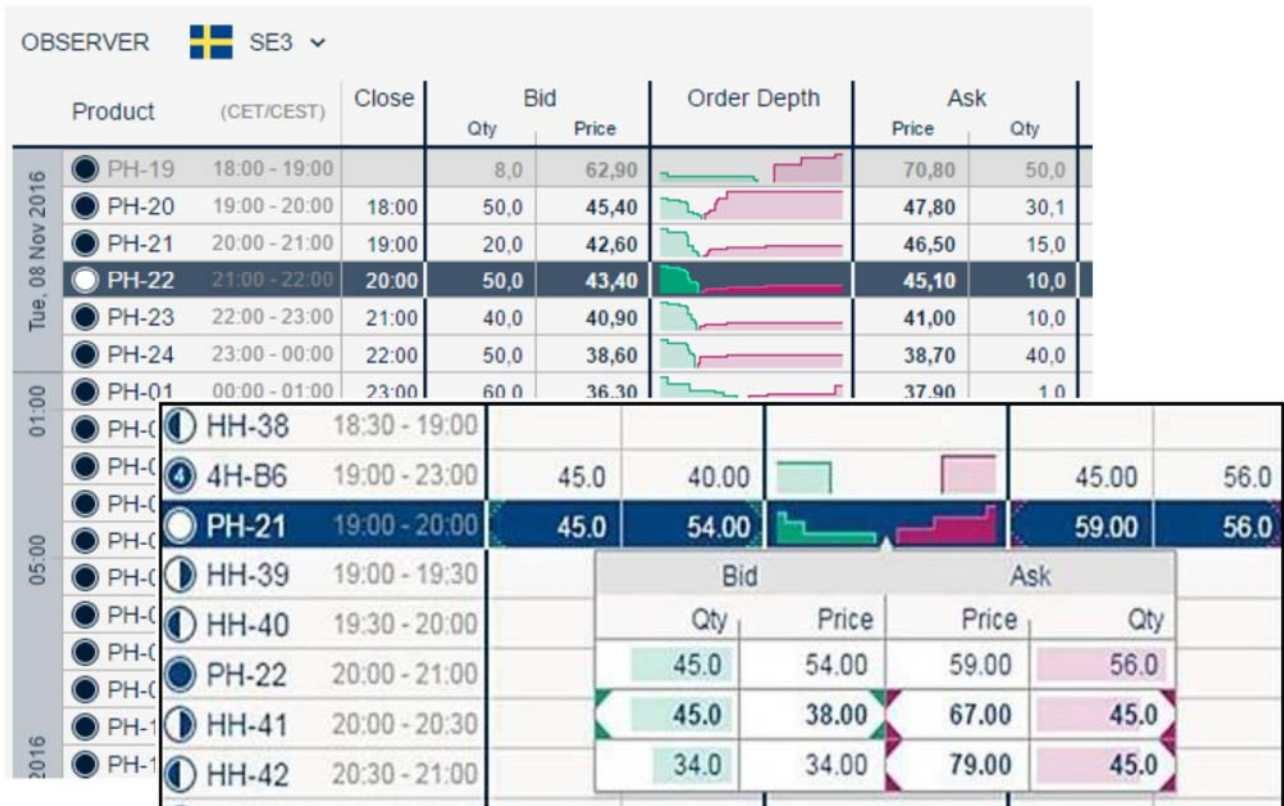 OBSERVER SE3
Product (CET/CEST) Close Bid Order Depth Ask
Qty Price Price Qty
Tue, 08 Nov 2016
PH-19 18:00 - 19:00 8,0 62,90 70,80 50,0
PH-20 19:00 - 20:00 18:00 50,0 45,40 47,80 30,1
PH-21 20:00 - 21:00 19:00 20,0 42,60 46,50 15,0
PH-22 21:00 - 22:00 20:00 50,0 43,40 45,10 10,0
PH-23 22:00 - 23:00 21:00 40,0 40,90 41,00 10,0
PH-24 23:00 - 00:00 22:00 50,0 38,60 38,70 40,0
PH-01 00:00 - 01:00 23:00 60,0 36,30 37,90 1,0
01:00
05:00
2016
HH-38 18:30 - 19:00
4 4H-B6 19:00 - 23:00 45.0 40.00 45.00 56.0
PH-21 19:00 - 20:00 45.0 54.00 59.00 56.0
HH-39 19:00 - 19:30
HH-40 19:30 - 20:00
PH-22 20:00 - 21:00
HH-41 20:00 - 20:30
HH-42 20:30 - 21:00
Bid Ask
Qty Price Price Qty
45.0 54.00 59.00 56.0
45.0 38.00 67.00 45.0
34.0 34.00 79.00 45.0